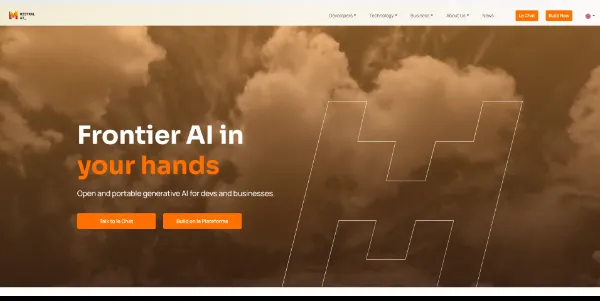 MISTRAL
AI_
Developers
Technology
Business
About Us
News
Le Chat
Build Now
Frontier AI in
your hands
Open and portable generative AI for devs and businesses.
Talk to le Chat
Build on la Plateforme